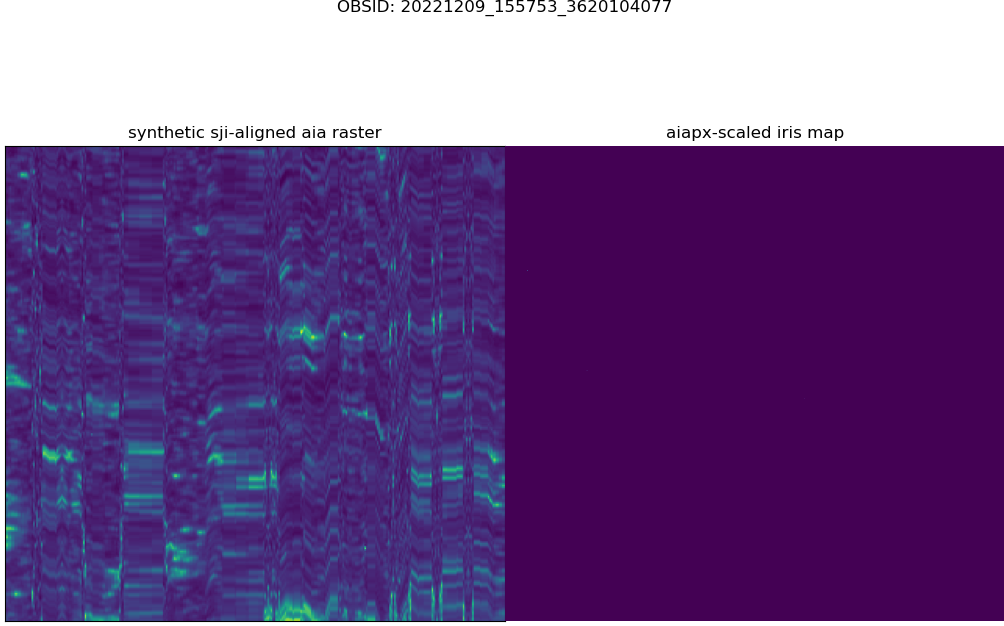 OBSID: 20221209_155753_3620104077
synthetic sji-aligned aia raster
aiapx-scaled iris map